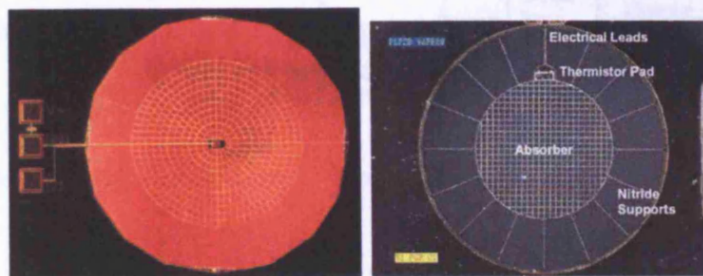 Electrical Leads
Thermistor Pad
Absorber
Nitride
Supports